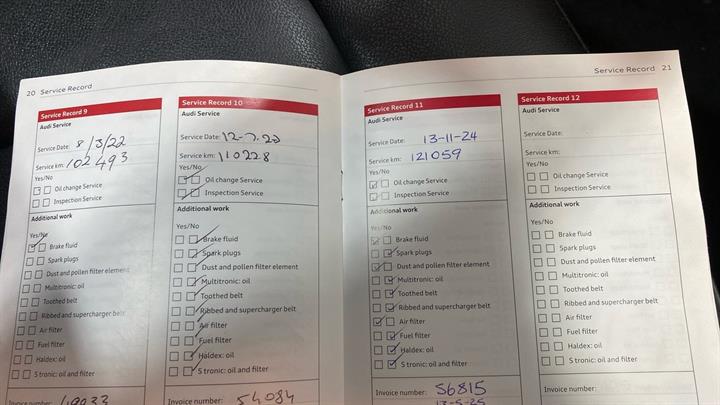 20 Service Record
Service Record 9
Audi Service
Service Date: 8/3/22
Service km: 102493
Yes/No
Oil change Service
Inspection Service
Additional work
Yes/No
Brake fluid
Spark plugs
Dust and pollen filter element
Multitronic: oil
Toothed belt
Ribbed and supercharger belt
Air filter
Fuel filter
Haldex: oil
S tronic: oil and filter
Invoice number:
Service Record 10
Audi Service
Service Date: 12-7.23
Service km: 110228
Yes/No
Oil change Service
Inspection Service
Additional work
Yes/No
Brake fluid
Spark plugs
Dust and pollen filter element
Multitronic: oil
Toothed belt
Ribbed and supercharger belt
Air filter
Fuel filter
Haldex: oil
S tronic: oil and filter
Invoice number: 54084
Service Record 21
Service Record 11
Audi Service
Service Date: 13-11-24
Service km: 121059
Yes/No
Oil change Service
Inspection Service
Additional work
Yes/No
Brake fluid
Spark plugs
Dust and pollen filter element
Multitronic: oil
Toothed belt
Ribbed and supercharger belt
Air filter
Fuel filter
Haldex: oil
S tronic: oil and filter
Invoice number: 56815
Service Record 12
Audi Service
Service Date:
Service km:
Yes/No
Oil change Service
Inspection Service
Additional work
Yes/No
Brake fluid
Spark plugs
Dust and pollen filter element
Multitronic: oil
Toothed belt
Ribbed and supercharger belt
Air filter
Fuel filter
Haldex: oil
S tronic: oil and filter
Invoice number: